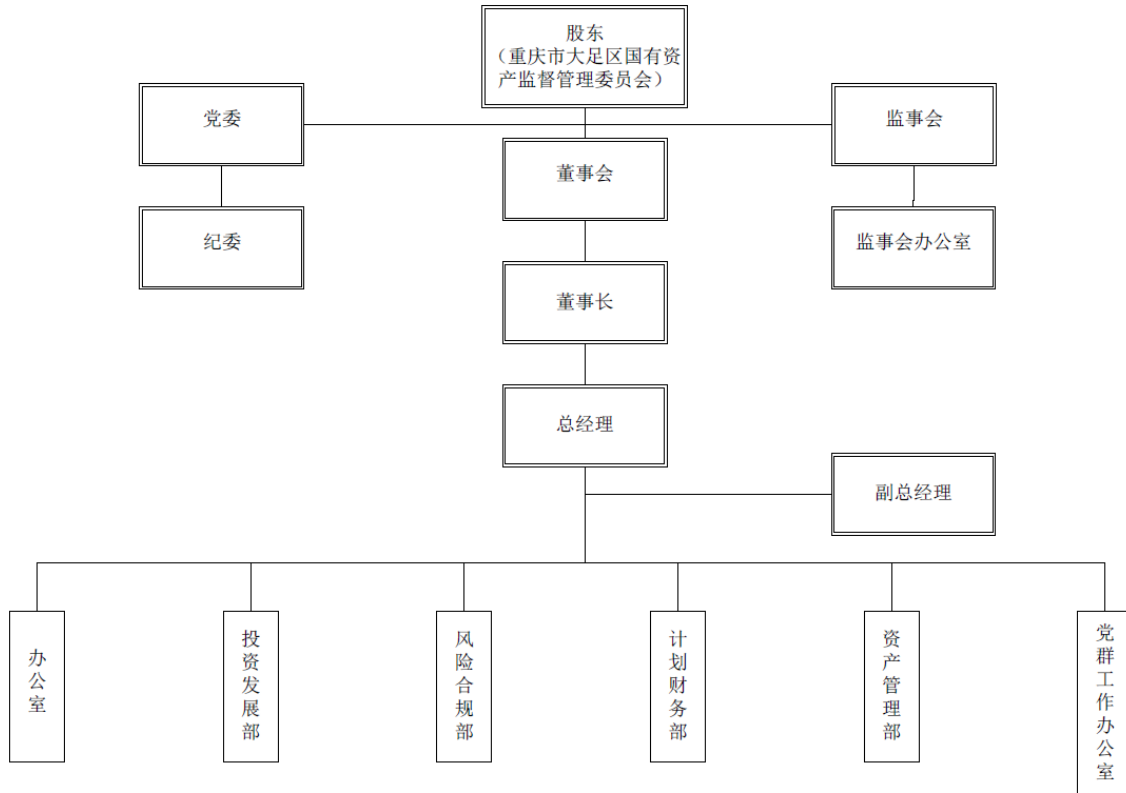 股东
（重庆市大足区国有资
产监督管理委员会）
党委
监事会
董事会
纪委
监事会办公室
董事长
总经理
副总经理
办公室
投资发展部
风险合规部
计划财务部
资产管理部
党群工作办公室